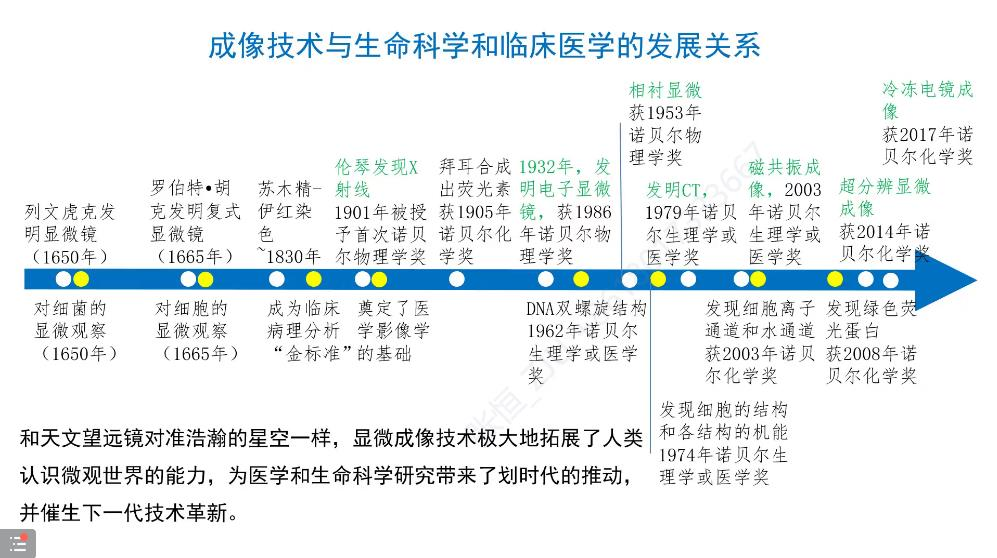 成像技术与生命科学和临床医学的发展关系
列文虎克发
明显微镜
（1650年）
罗伯特•胡
克发明复式
显微镜
（1665年）
苏木精-
伊红染
色
~1830年
伦琴发现X
射线
1901年被授
予首次诺贝
尔物理学奖
拜耳合成
出荧光素
获1905年
诺贝尔化
学奖
1932年，发
明电子显微
镜，获1986
年诺贝尔物
理学奖
相衬显微
获1953年
诺贝尔物
理学奖
发明CT，
1979年诺贝
尔生理学或
医学奖
磁共振成
像，2003
年诺贝尔
生理学或
医学奖
超分辨显微
成像
获2014年诺
贝尔化学奖
冷冻电镜成
像
获2017年诺
贝尔化学奖
对细菌的
显微观察
（1650年）
对细胞的
显微观察
（1665年）
成为临床
病理分析
“金标准”
奠定了医
学影像学
的基础
DNA双螺旋结构
1962年诺贝尔
生理学或医学
奖
发现细胞的结构
和各结构的机能
1974年诺贝尔生
理学或医学奖
发现细胞离子
通道和水通道
获2003年诺贝
尔化学奖
发现绿色荧
光蛋白
获2008年诺
贝尔化学奖
和天文望远镜对准浩瀚的星空一样，显微成像技术极大地拓展了人类
认识微观世界的能力，为医学和生命科学研究带来了划时代的推动，
并催生下一代技术革新。